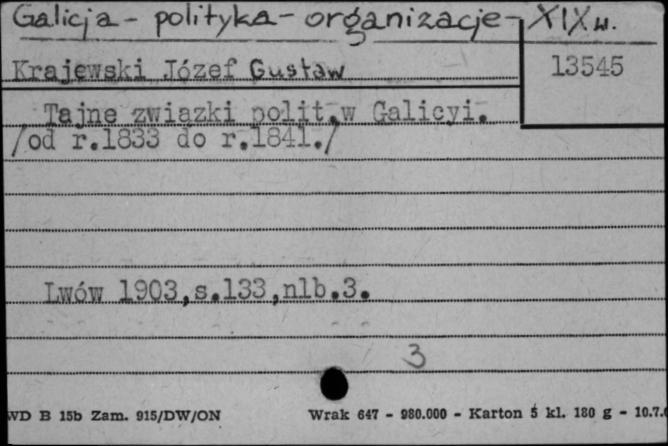 Galicja - polityka - organizacje - XIX w.
Krajewski Józef Gustaw
13545
Tajne związki polit.w Galicyi.
/od r.1833 do r.1841./
Lwów 1903,s.133,nlb.3.
3
WD B 15b Zam. 915/DW/ON Wrak 647 - 980.000 - Karton 5 kl. 180 g - 10.7.